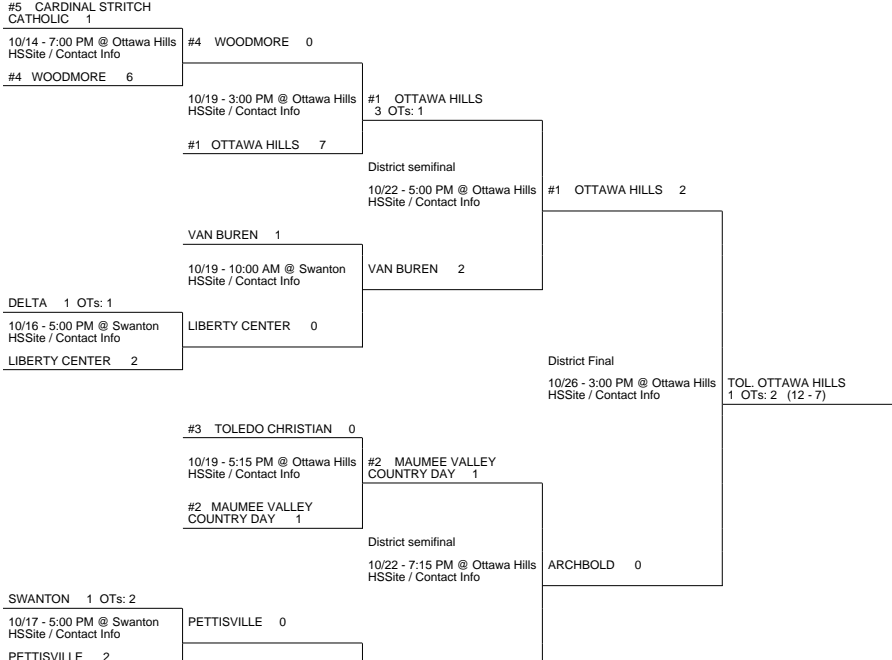 #5 CARDINAL STRITCH
CATHOLIC 1
10/14 - 7:00 PM @ Ottawa Hills
HSSite / Contact Info
#4 WOODMORE 6
#4 WOODMORE 0
10/19 - 3:00 PM @ Ottawa Hills
HSSite / Contact Info
#1 OTTAWA HILLS 7
#1 OTTAWA HILLS
3 OTs: 1
District semifinal
10/22 - 5:00 PM @ Ottawa Hills
HSSite / Contact Info
#1 OTTAWA HILLS 2
VAN BUREN 1
10/19 - 10:00 AM @ Swanton
HSSite / Contact Info
VAN BUREN 2
DELTA 1 OTs: 1
10/16 - 5:00 PM @ Swanton
HSSite / Contact Info
LIBERTY CENTER 2
LIBERTY CENTER 0
District Final
10/26 - 3:00 PM @ Ottawa Hills
HSSite / Contact Info
TOL. OTTAWA HILLS
1 OTs: 2 (12 - 7)
#3 TOLEDO CHRISTIAN 0
10/19 - 5:15 PM @ Ottawa Hills
HSSite / Contact Info
#2 MAUMEE VALLEY
COUNTRY DAY 1
#2 MAUMEE VALLEY
COUNTRY DAY 1
District semifinal
10/22 - 7:15 PM @ Ottawa Hills
HSSite / Contact Info
ARCHBOLD 0
SWANTON 1 OTs: 2
10/17 - 5:00 PM @ Swanton
HSSite / Contact Info
PETTISVILLE 0
PETTISVILLE 2